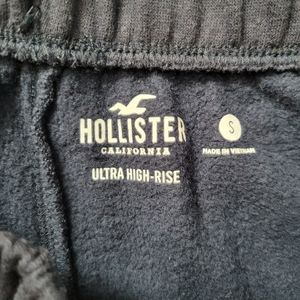 HOLLISTER
CALIFORNIA
ULTRA HIGH-RISE
S
MADE IN VIETNAM